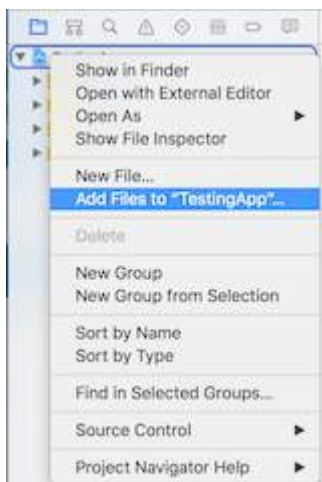 Show in Finder
Open with External Editor
Open As
Show File Inspector
New File...
Add Files to "TestingApp"...
Delete
New Group
New Group from Selection
Sort by Name
Sort by Type
Find in Selected Groups...
Source Control
Project Navigator Help